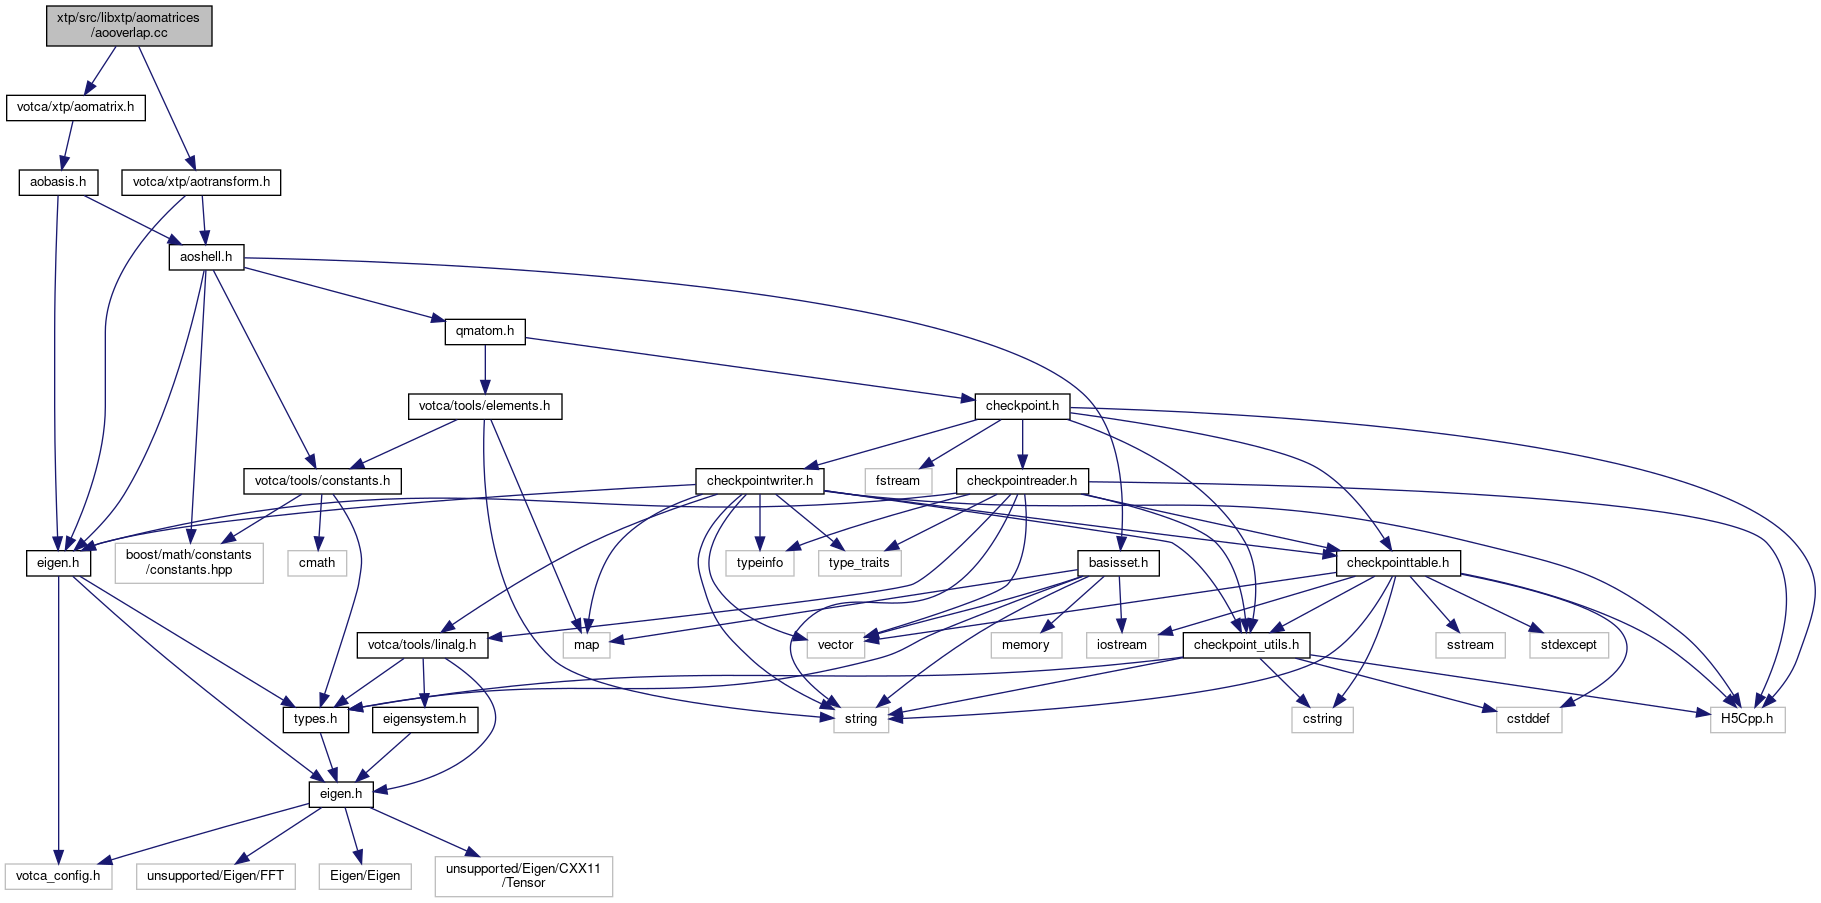 xtp/src/libxtp/aomatrices
/aooverlap.cc
votca/xtp/aomatrix.h
aobasis.h
votca/xtp/aotransform.h
aoshell.h
qmatom.h
votca/tools/elements.h
checkpoint.h
votca/tools/constants.h
checkpointwriter.h
fstream
checkpointreader.h
eigen.h
boost/math/constants
/constants.hpp
cmath
typeinfo
type_traits
basisset.h
checkpointtable.h
votca/tools/linalg.h
map
vector
memory
iostream
checkpoint_utils.h
sstream
stdexcept
types.h
eigensystem.h
string
cstring
cstddef
H5Cpp.h
eigen.h
votca_config.h
unsupported/Eigen/FFT
Eigen/Eigen
unsupported/Eigen/CXX11
/Tensor